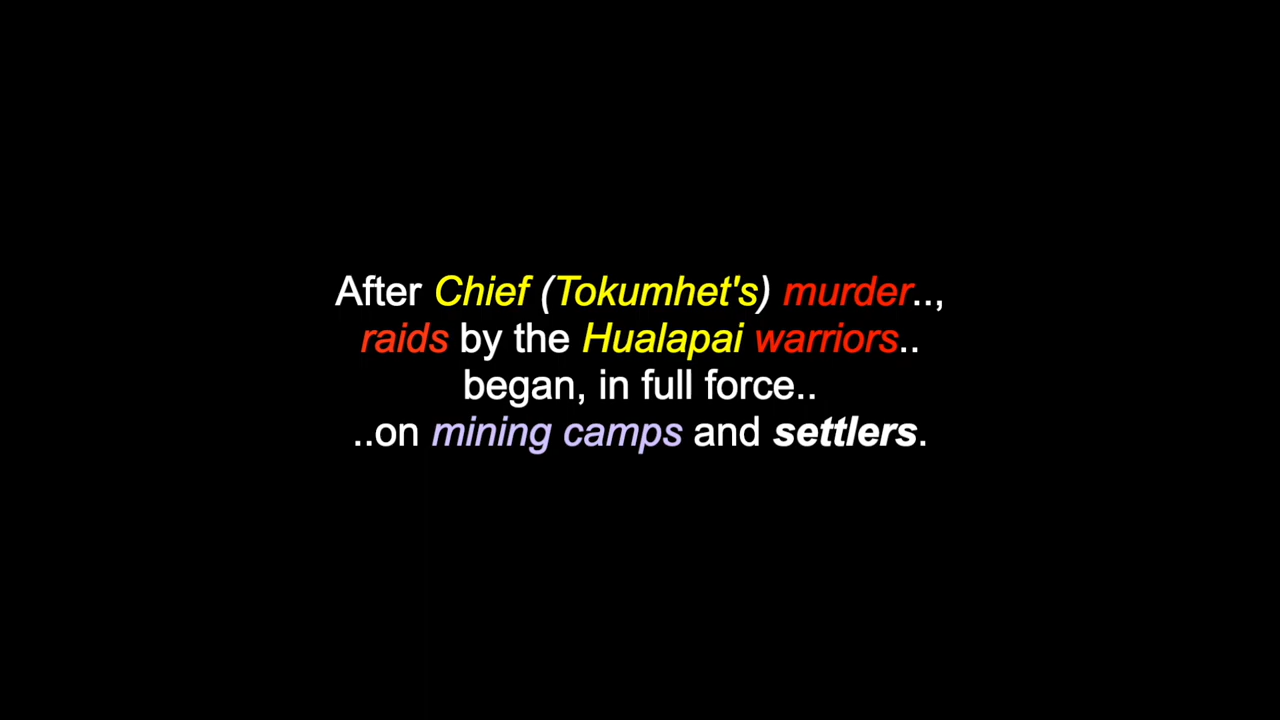 After Chief (Tokumhet's) murder..,
raids by the Hualapai warriors..
began, in full force..
..on mining camps and settlers.